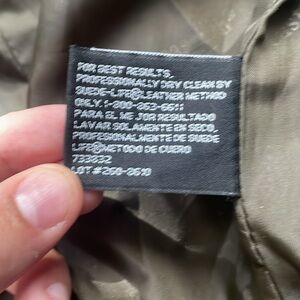 FOR BEST RESULTS,
PROFESSIONALLY DRY CLEAN BY
SUEDE-LIFE®LEATHER METHOD
ONLY. 1-800-863-6611
PARA EL ME JOR RESULTADO
LAVAR SOLAMENTE EN SECO,
PROFESIONALMENTE DE SUEDE
LIFE®METODO DE CUERO
733832
LOT#260-8610